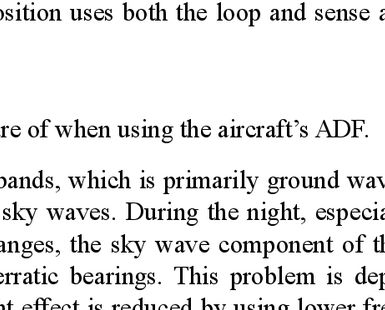 osition uses both the loop and sense a
re of when using the aircraft's ADF.
bands, which is primarily ground wav
sky waves. During the night, especia
anges, the sky wave component of th
erratic bearings. This problem is dep
nt effect is reduced by using lower fre